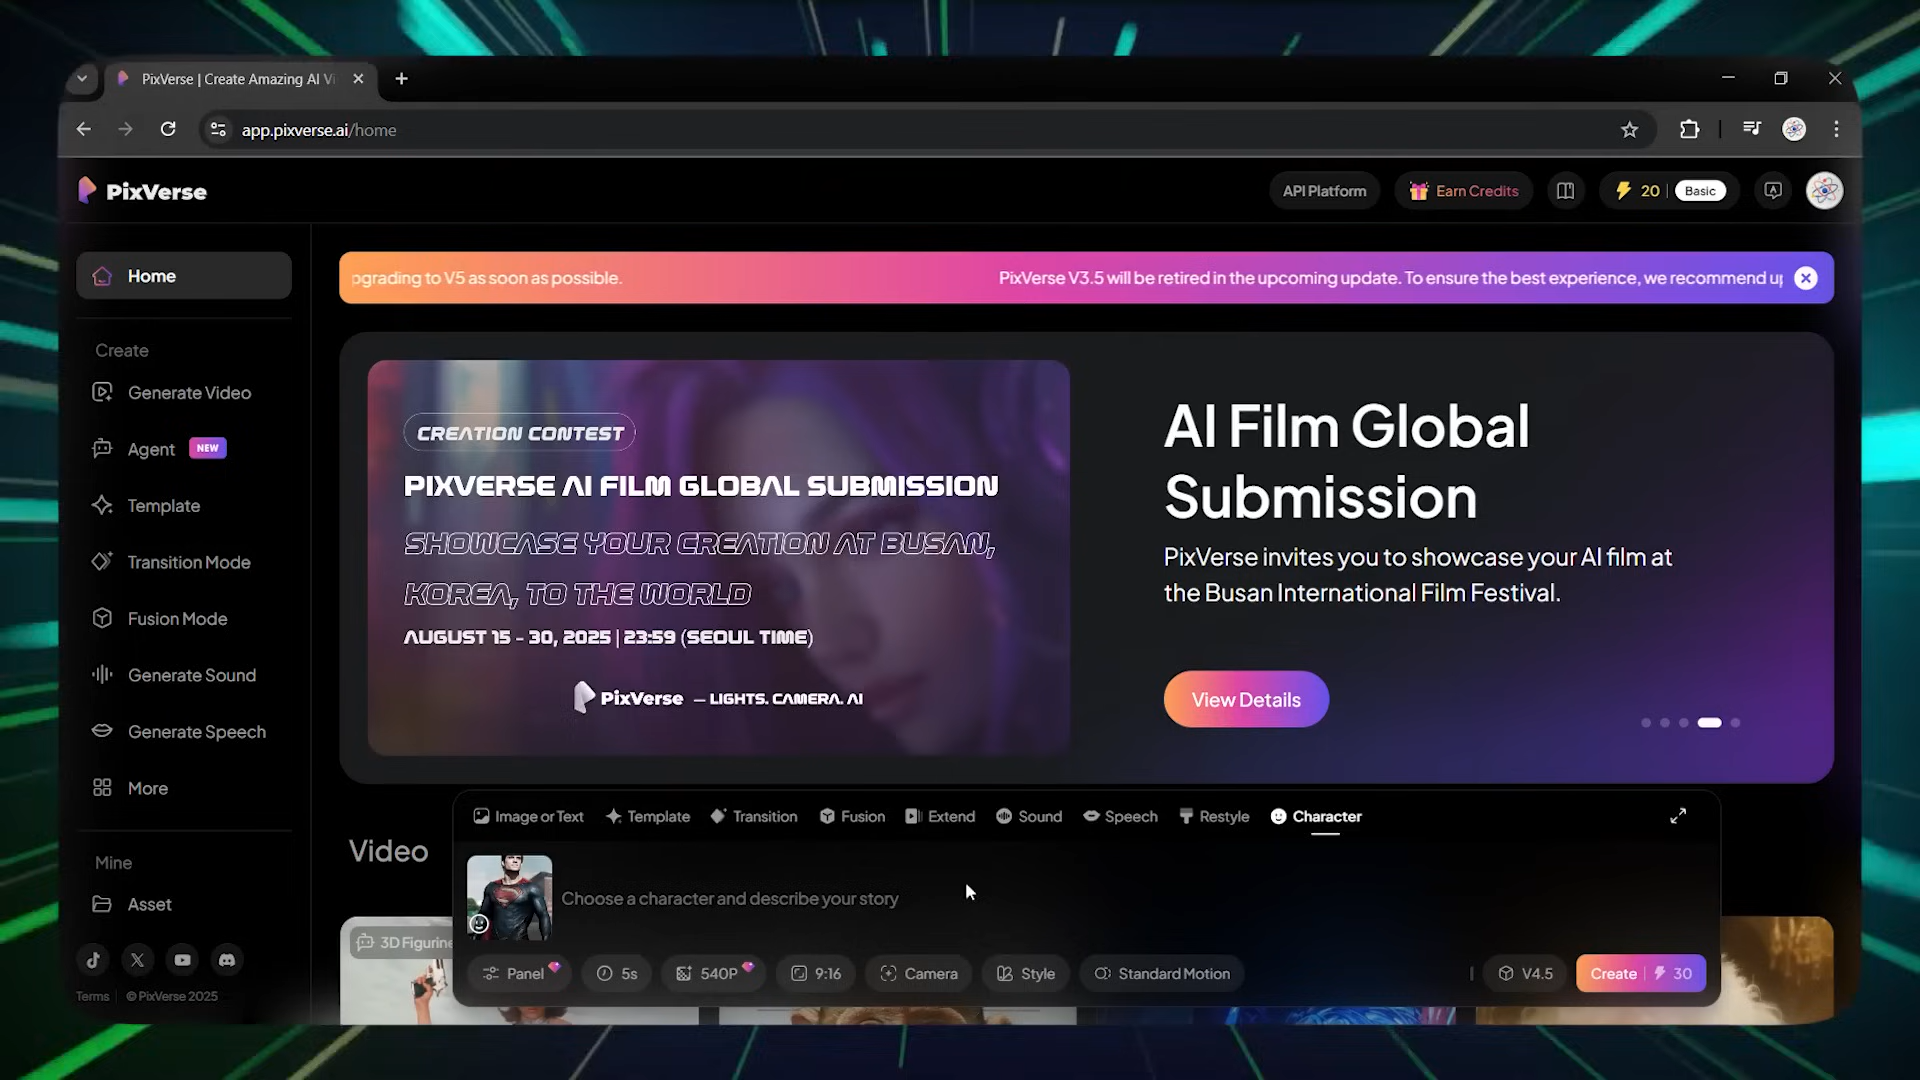 PixVerse | Create Amazing AI Vi
app.pixverse.ai/home
PixVerse
API Platform
Earn Credits
20
Basic
Home
Create
Generate Video
Agent NEW
Template
Transition Mode
Fusion Mode
Generate Sound
Generate Speech
More
Mine
Asset
Terms
© PixVerse 2025
pgrading to V5 as soon as possible.
PixVerse V3.5 will be retired in the upcoming update. To ensure the best experience, we recommend up
CREATION CONTEST
PIXVERSE AI FILM GLOBAL SUBMISSION
SHOWCASE YOUR CREATION AT BUSAN,
KOREA, TO THE WORLD
AUGUST 15 - 30, 2025 | 23:59 (SEOUL TIME)
PixVerse — LIGHTS. CAMERA. AI
AI Film Global
Submission
PixVerse invites you to showcase your AI film at
the Busan International Film Festival.
View Details
Video
3D Figurine
Image or Text
Template
Transition
Fusion
Extend
Sound
Speech
Restyle
Character
Choose a character and describe your story
Panel
5s
540P
9:16
Camera
Style
Standard Motion
V4.5
Create 30